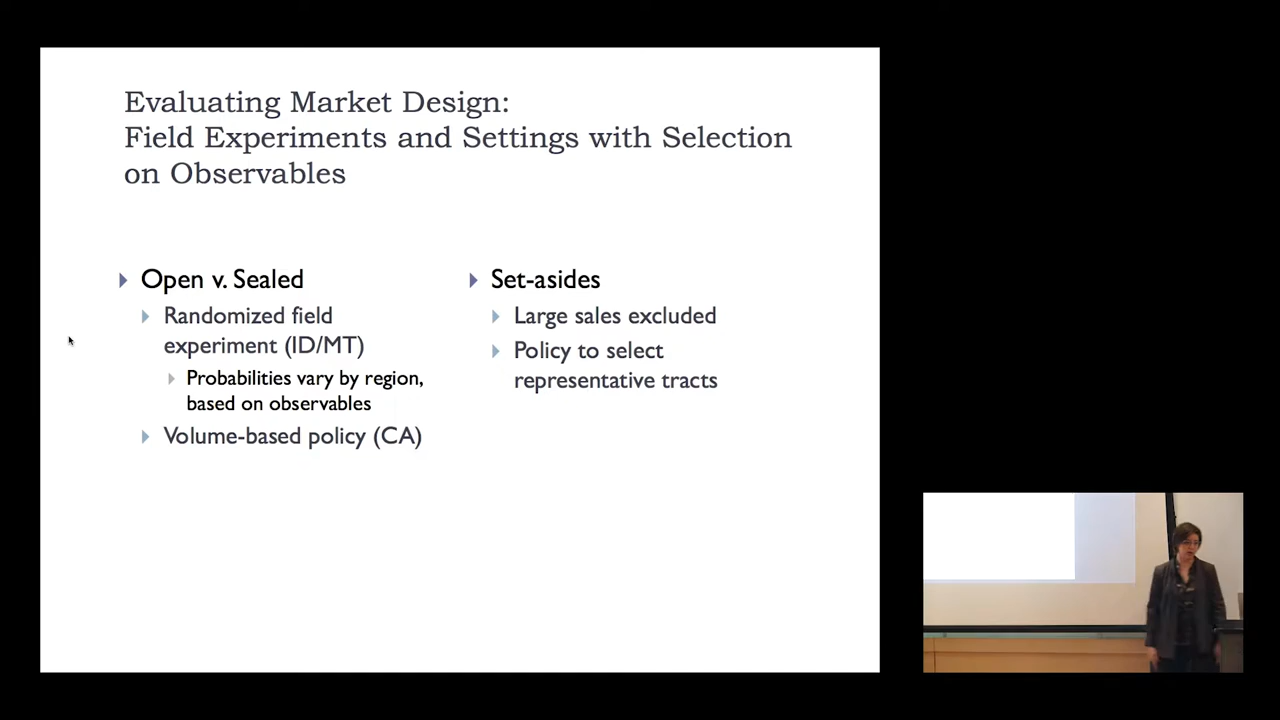 Evaluating Market Design:
Field Experiments and Settings with Selection
on Observables
Open v. Sealed
Randomized field
experiment (ID/MT)
Probabilities vary by region,
based on observables
Volume-based policy (CA)
Set-asides
Large sales excluded
Policy to select
representative tracts